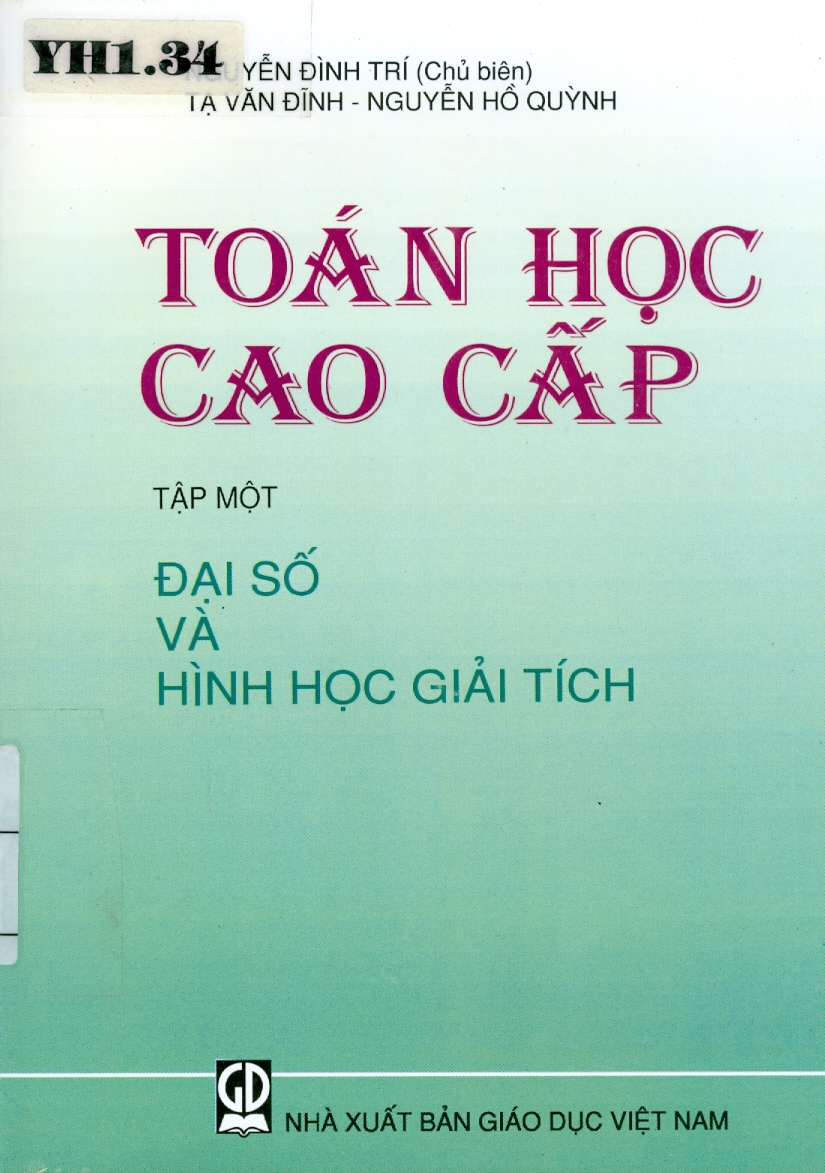 YH1.34
NGUYỄN ĐÌNH TRÍ (Chủ biên)
TẠ VĂN ĐĨNH - NGUYỄN HỒ QUỲNH
TOÁN HỌC
CAO CẤP
TẬP MỘT
ĐẠI SỐ
VÀ
HÌNH HỌC GIẢI TÍCH
GD
NHÀ XUẤT BẢN GIÁO DỤC VIỆT NAM